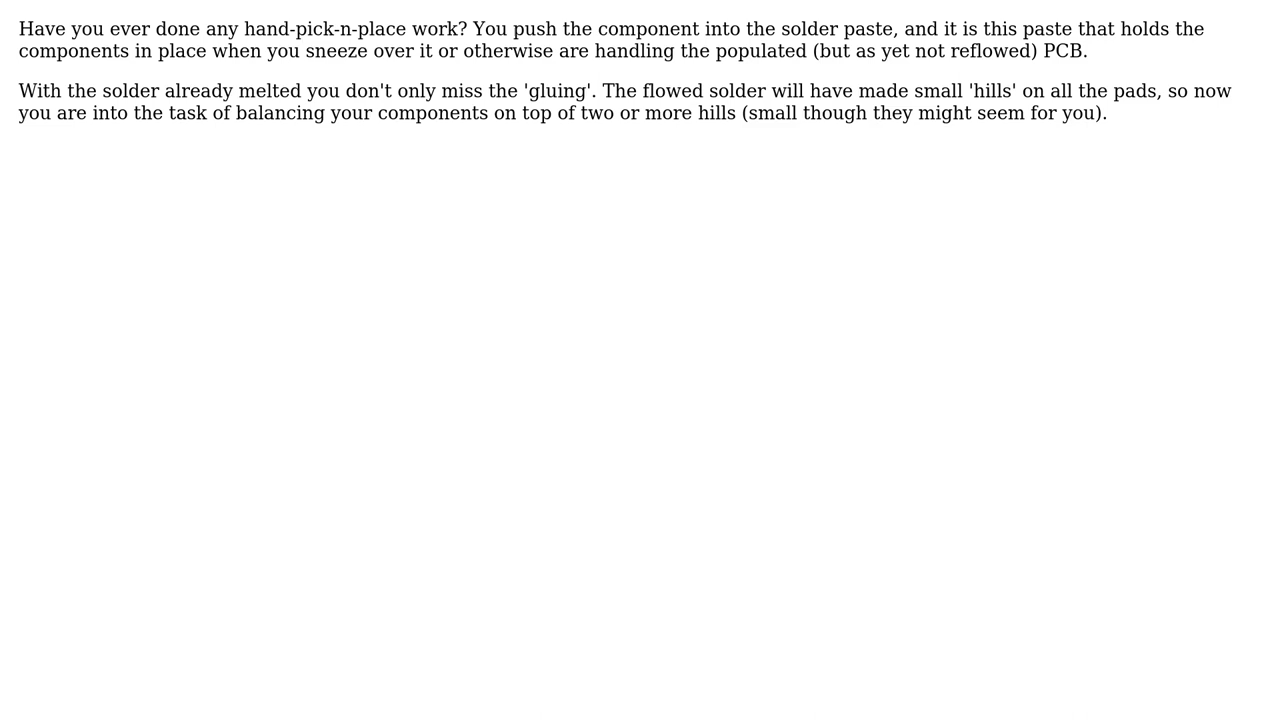 Have you ever done any hand-pick-n-place work? You push the component into the solder paste, and it is this paste that holds the
components in place when you sneeze over it or otherwise are handling the populated (but as yet not reflowed) PCB.
With the solder already melted you don't only miss the 'gluing'. The flowed solder will have made small 'hills' on all the pads, so now
you are into the task of balancing your components on top of two or more hills (small though they might seem for you).